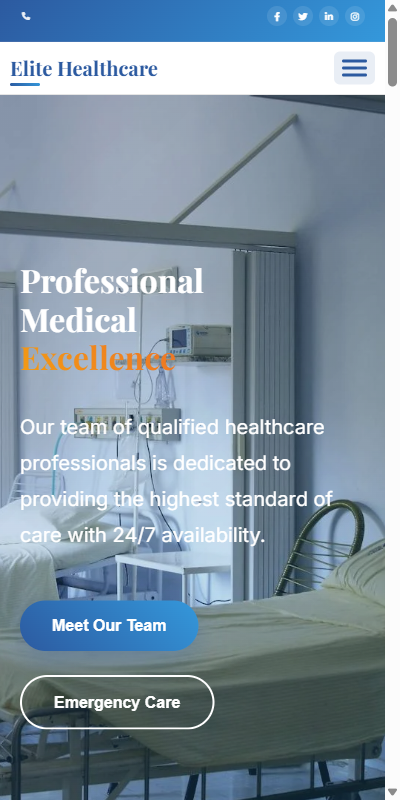 Elite Healthcare
Professional
Medical
Excellence
Our team of qualified healthcare
professionals is dedicated to
providing the highest standard of
care with 24/7 availability.
Meet Our Team
Emergency Care